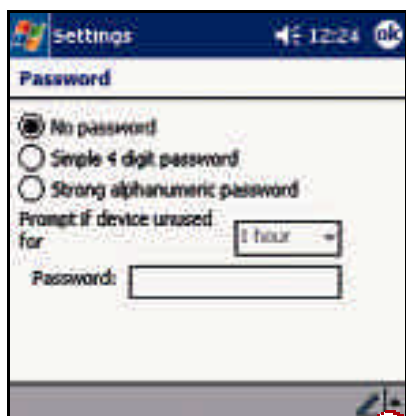 Settings 12:24 ok
Password
No password
Simple 4 digit password
Strong alphanumeric password
Prompt if device unused
for 1 hour
Password: